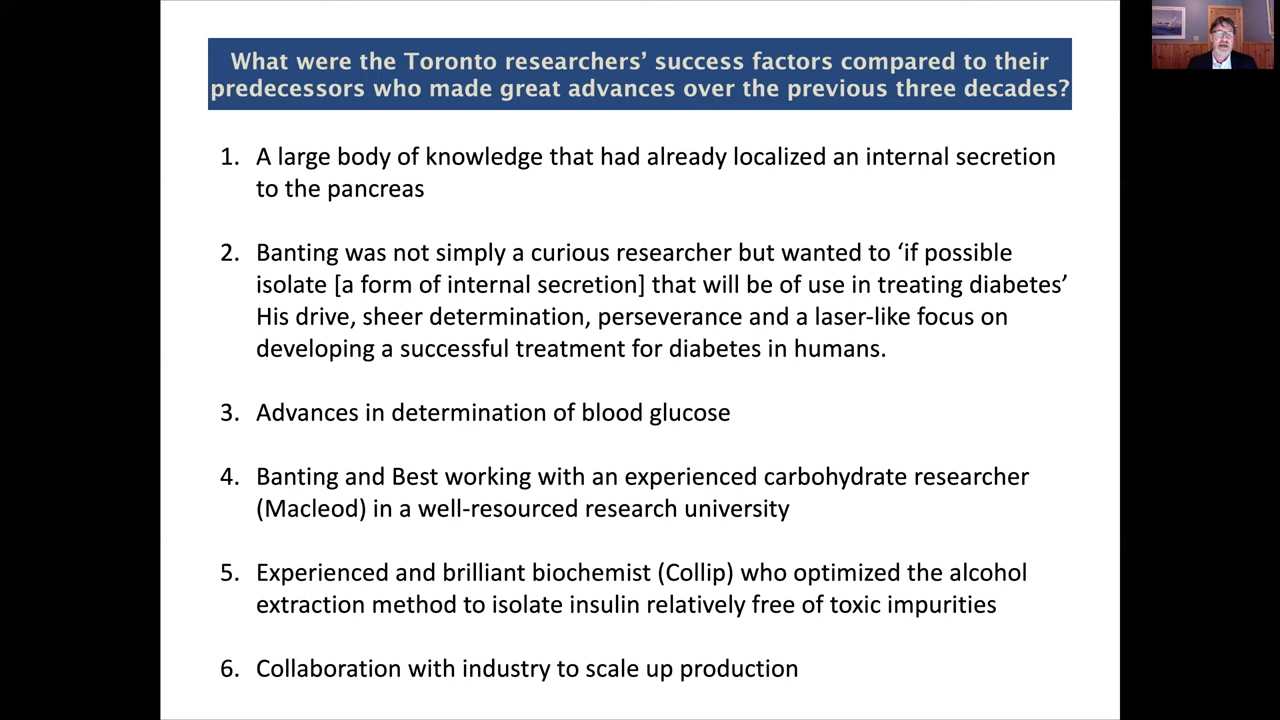 What were the Toronto researchers’ success factors compared to their
predecessors who made great advances over the previous three decades?
1. A large body of knowledge that had already localized an internal secretion
to the pancreas
2. Banting was not simply a curious researcher but wanted to ‘if possible
isolate [a form of internal secretion] that will be of use in treating diabetes’
His drive, sheer determination, perseverance and a laser-like focus on
developing a successful treatment for diabetes in humans.
3. Advances in determination of blood glucose
4. Banting and Best working with an experienced carbohydrate researcher
(Macleod) in a well-resourced research university
5. Experienced and brilliant biochemist (Collip) who optimized the alcohol
extraction method to isolate insulin relatively free of toxic impurities
6. Collaboration with industry to scale up production